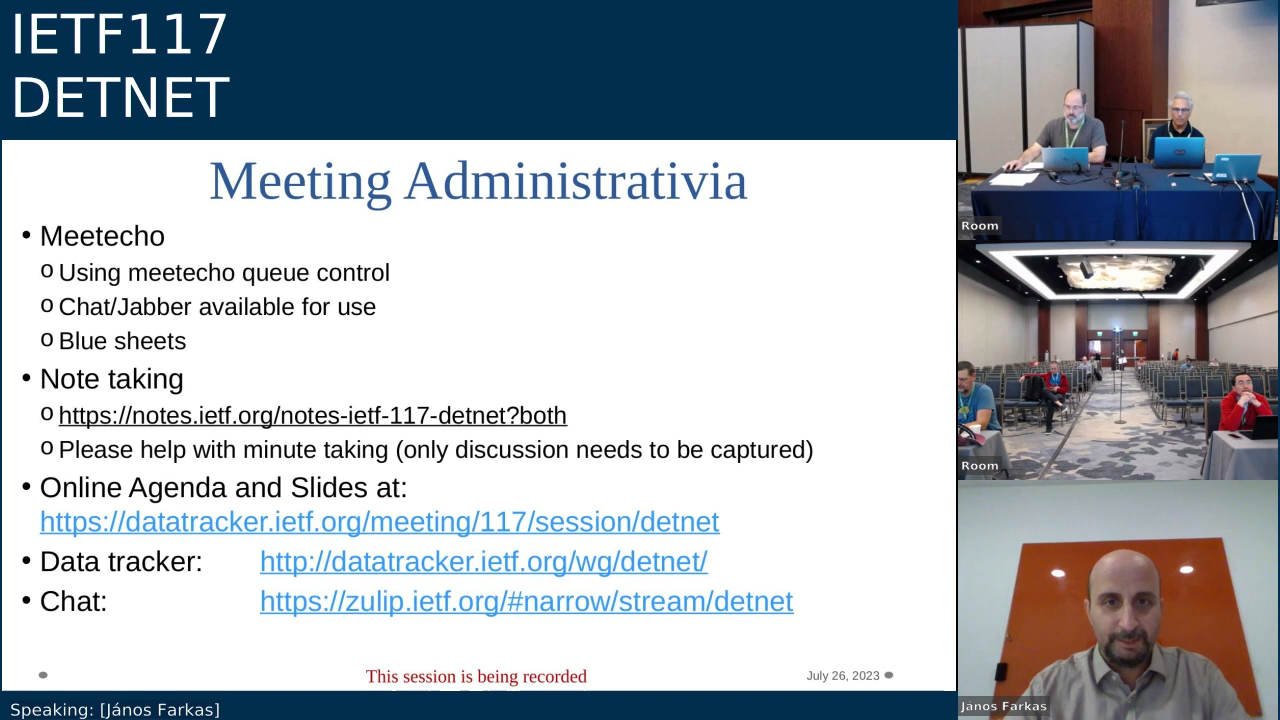 IETF117
DETNET
Meeting Administrativia
• Meetecho
o Using meetecho queue control
o Chat/Jabber available for use
o Blue sheets
• Note taking
o https://notes.ietf.org/notes-ietf-117-detnet?both
o Please help with minute taking (only discussion needs to be captured)
• Online Agenda and Slides at:
https://datatracker.ietf.org/meeting/117/session/detnet
• Data tracker: http://datatracker.ietf.org/wg/detnet/
• Chat: https://zulip.ietf.org/#narrow/stream/detnet
This session is being recorded
July 26, 2023
Speaking: [János Farkas]
Room
Room
János Farkas